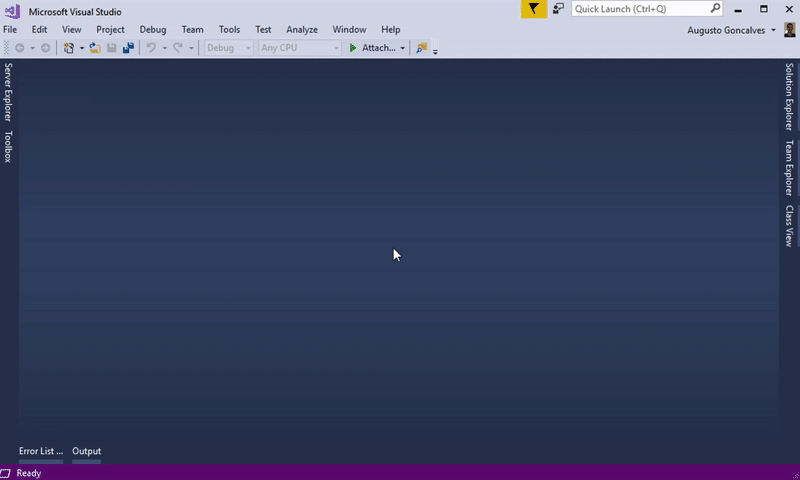 Microsoft Visual Studio
Quick Launch (Ctrl+Q)
File Edit View Project Debug Team Tools Test Analyze Window Help
Augusto Goncalves
Debug Any CPU Attach...
Server Explorer
Toolbox
Solution Explorer
Team Explorer
Class View
Error List ... Output
Ready